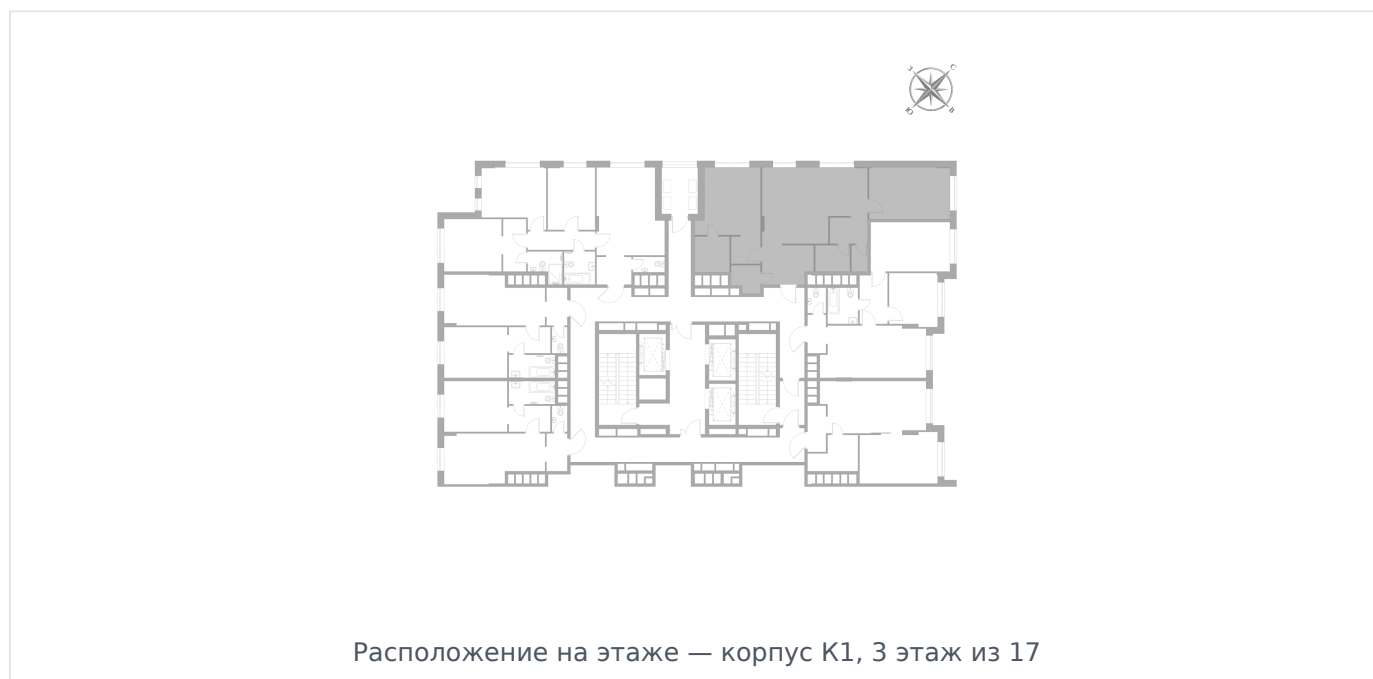 З С
Ю В
Расположение на этаже — корпус К1, 3 этаж из 17